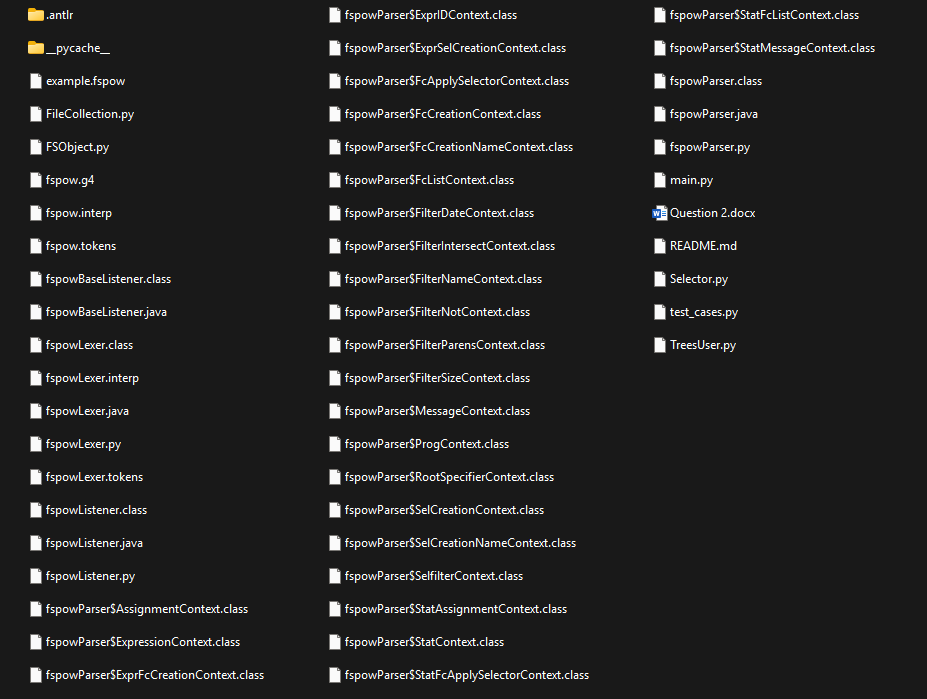 .antlr
__pycache__
example.fspow
FileCollection.py
FSObject.py
fspow.g4
fspow.interp
fspow.tokens
fspowBaseListener.class
fspowBaseListener.java
fspowLexer.class
fspowLexer.interp
fspowLexer.java
fspowLexer.py
fspowLexer.tokens
fspowListener.class
fspowListener.java
fspowListener.py
fspowParser$AssignmentContext.class
fspowParser$ExpressionContext.class
fspowParser$ExprFcCreationContext.class
fspowParser$ExprIDContext.class
fspowParser$ExprSelCreationContext.class
fspowParser$FcApplySelectorContext.class
fspowParser$FcCreationContext.class
fspowParser$FcCreationNameContext.class
fspowParser$FcListContext.class
fspowParser$FilterDateContext.class
fspowParser$FilterIntersectContext.class
fspowParser$FilterNameContext.class
fspowParser$FilterNotContext.class
fspowParser$FilterParensContext.class
fspowParser$FilterSizeContext.class
fspowParser$MessageContext.class
fspowParser$ProgContext.class
fspowParser$RootSpecifierContext.class
fspowParser$SelCreationContext.class
fspowParser$SelCreationNameContext.class
fspowParser$SelfilterContext.class
fspowParser$StatAssignmentContext.class
fspowParser$StatContext.class
fspowParser$StatFcApplySelectorContext.class
fspowParser$StatFcListContext.class
fspowParser$StatMessageContext.class
fspowParser.class
fspowParser.java
fspowParser.py
main.py
Question 2.docx
README.md
Selector.py
test_cases.py
TreesUser.py